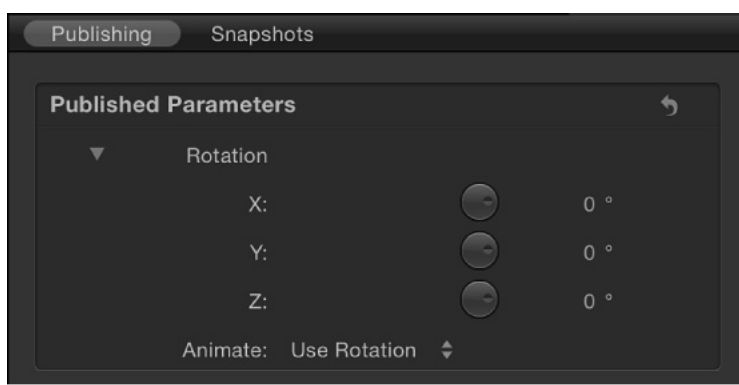 Publishing Snapshots
Published Parameters
Rotation
X: 0 °
Y: 0 °
Z: 0 °
Animate: Use Rotation